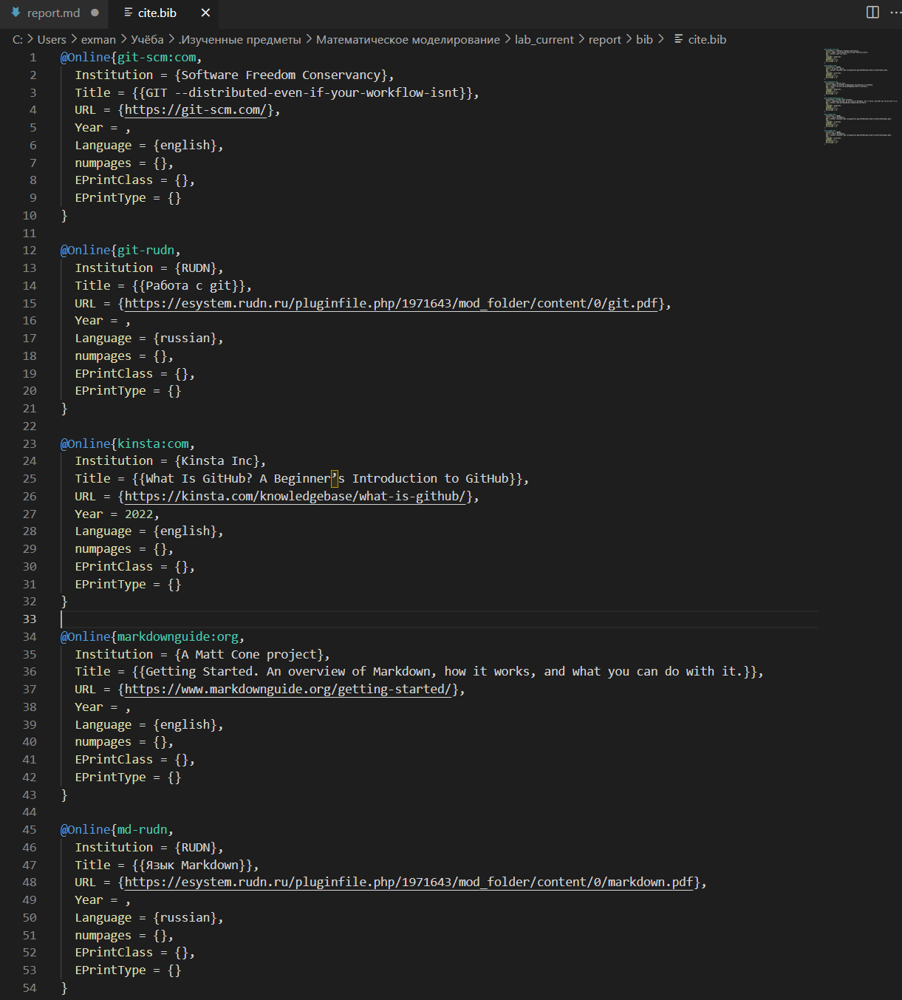 report.md
cite.bib
C: > Users > exman > Учёба > .Изученные предметы > Математическое моделирование > lab_current > report > bib > cite.bib
1 @Online{git-scm:com,
2 Institution = {Software Freedom Conservancy},
3 Title = {{GIT --distributed-even-if-your-workflow-isnt}},
4 URL = {https://git-scm.com/},
5 Year = ,
6 Language = {english},
7 numpages = {},
8 EPrintClass = {},
9 EPrintType = {}
10 }
11
12 @Online{git-rudn,
13 Institution = {RUDN},
14 Title = {{Работа с git}},
15 URL = {https://esystem.rudn.ru/pluginfile.php/1971643/mod_folder/content/0/git.pdf},
16 Year = ,
17 Language = {russian},
18 numpages = {},
19 EPrintClass = {},
20 EPrintType = {}
21 }
22
23 @Online{kinsta:com,
24 Institution = {Kinsta Inc},
25 Title = {{What Is GitHub? A Beginner’s Introduction to GitHub}},
26 URL = {https://kinsta.com/knowledgebase/what-is-github/},
27 Year = 2022,
28 Language = {english},
29 numpages = {},
30 EPrintClass = {},
31 EPrintType = {}
32 }
33
34 @Online{markdownguide:org,
35 Institution = {A Matt Cone project},
36 Title = {{Getting Started. An overview of Markdown, how it works, and what you can do with it.}},
37 URL = {https://www.markdownguide.org/getting-started/},
38 Year = ,
39 Language = {english},
40 numpages = {},
41 EPrintClass = {},
42 EPrintType = {}
43 }
44
45 @Online{md-rudn,
46 Institution = {RUDN},
47 Title = {{Язык Markdown}},
48 URL = {https://esystem.rudn.ru/pluginfile.php/1971643/mod_folder/content/0/markdown.pdf},
49 Year = ,
50 Language = {russian},
51 numpages = {},
52 EPrintClass = {},
53 EPrintType = {}
54 }